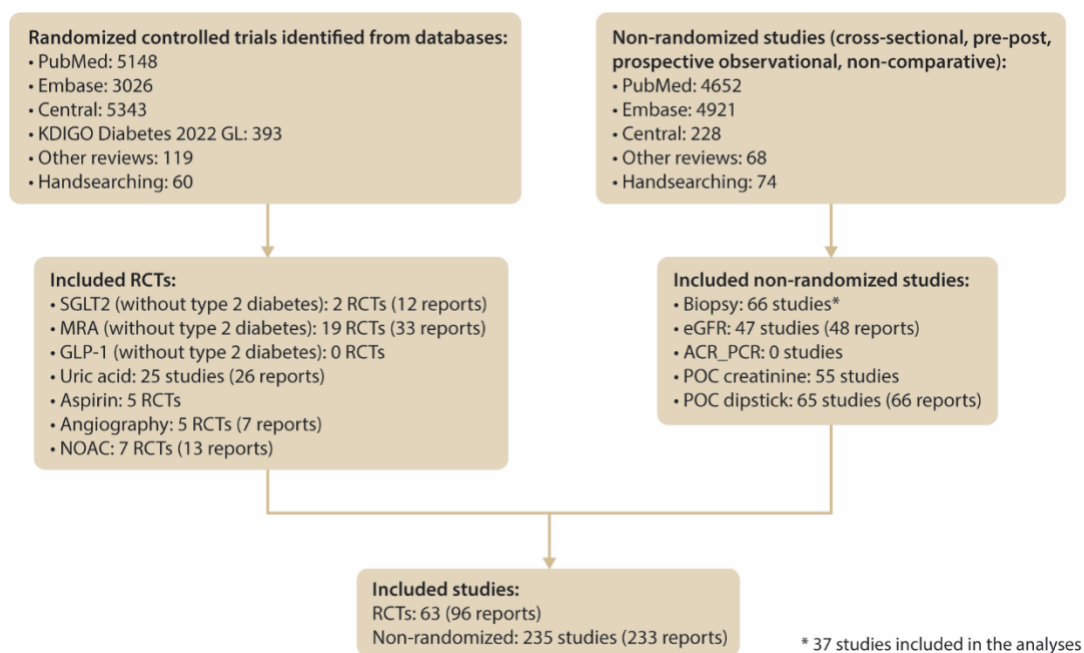 Randomized controlled trials identified from databases:
• PubMed: 5148
• Embase: 3026
• Central: 5343
• KDIGO Diabetes 2022 GL: 393
• Other reviews: 119
• Handsearching: 60
Non-randomized studies (cross-sectional, pre-post,
prospective observational, non-comparative):
• PubMed: 4652
• Embase: 4921
• Central: 228
• Other reviews: 68
• Handsearching: 74
Included RCTs:
• SGLT2 (without type 2 diabetes): 2 RCTs (12 reports)
• MRA (without type 2 diabetes): 19 RCTs (33 reports)
• GLP-1 (without type 2 diabetes): 0 RCTs
• Uric acid: 25 studies (26 reports)
• Aspirin: 5 RCTs
• Angiography: 5 RCTs (7 reports)
• NOAC: 7 RCTs (13 reports)
Included non-randomized studies:
• Biopsy: 66 studies*
• eGFR: 47 studies (48 reports)
• ACR_PCR: 0 studies
• POC creatinine: 55 studies
• POC dipstick: 65 studies (66 reports)
Included studies:
RCTs: 63 (96 reports)
Non-randomized: 235 studies (233 reports)
* 37 studies included in the analyses